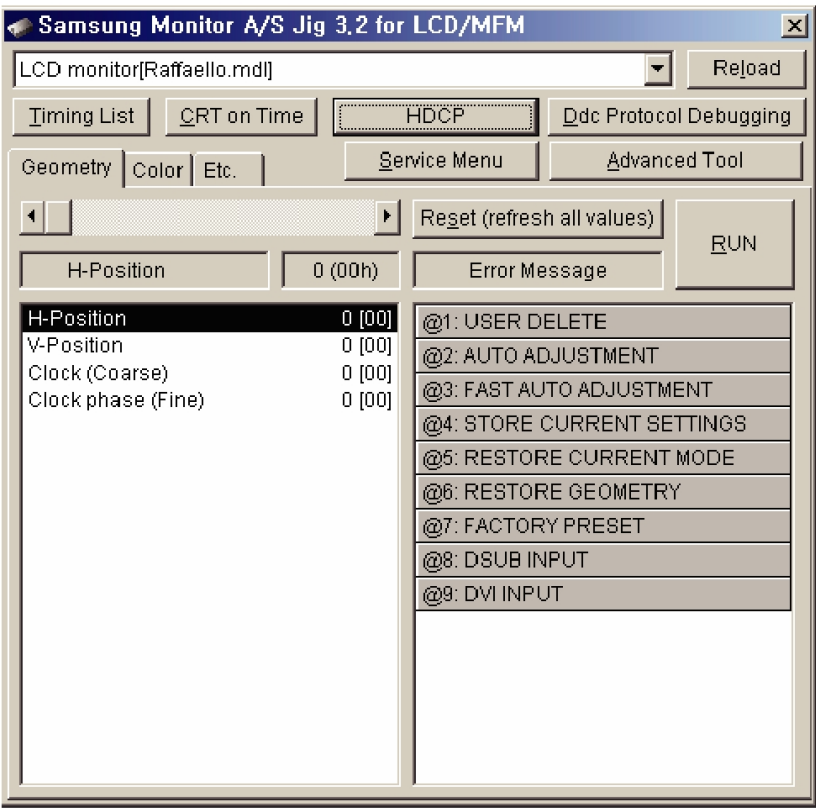 Samsung Monitor A/S Jig 3,2 for LCD/MFM
LCD monitor[Raffaello.mdl]
Reload
Timing List
CRT on Time
HDCP
Ddc Protocol Debugging
Geometry
Color
Etc.
Service Menu
Advanced Tool
Reset (refresh all values)
RUN
H-Position
0 (00h)
Error Message
H-Position 0 [00]
V-Position 0 [00]
Clock (Coarse) 0 [00]
Clock phase (Fine) 0 [00]
@1: USER DELETE
@2: AUTO ADJUSTMENT
@3: FAST AUTO ADJUSTMENT
@4: STORE CURRENT SETTINGS
@5: RESTORE CURRENT MODE
@6: RESTORE GEOMETRY
@7: FACTORY PRESET
@8: DSUB INPUT
@9: DVI INPUT